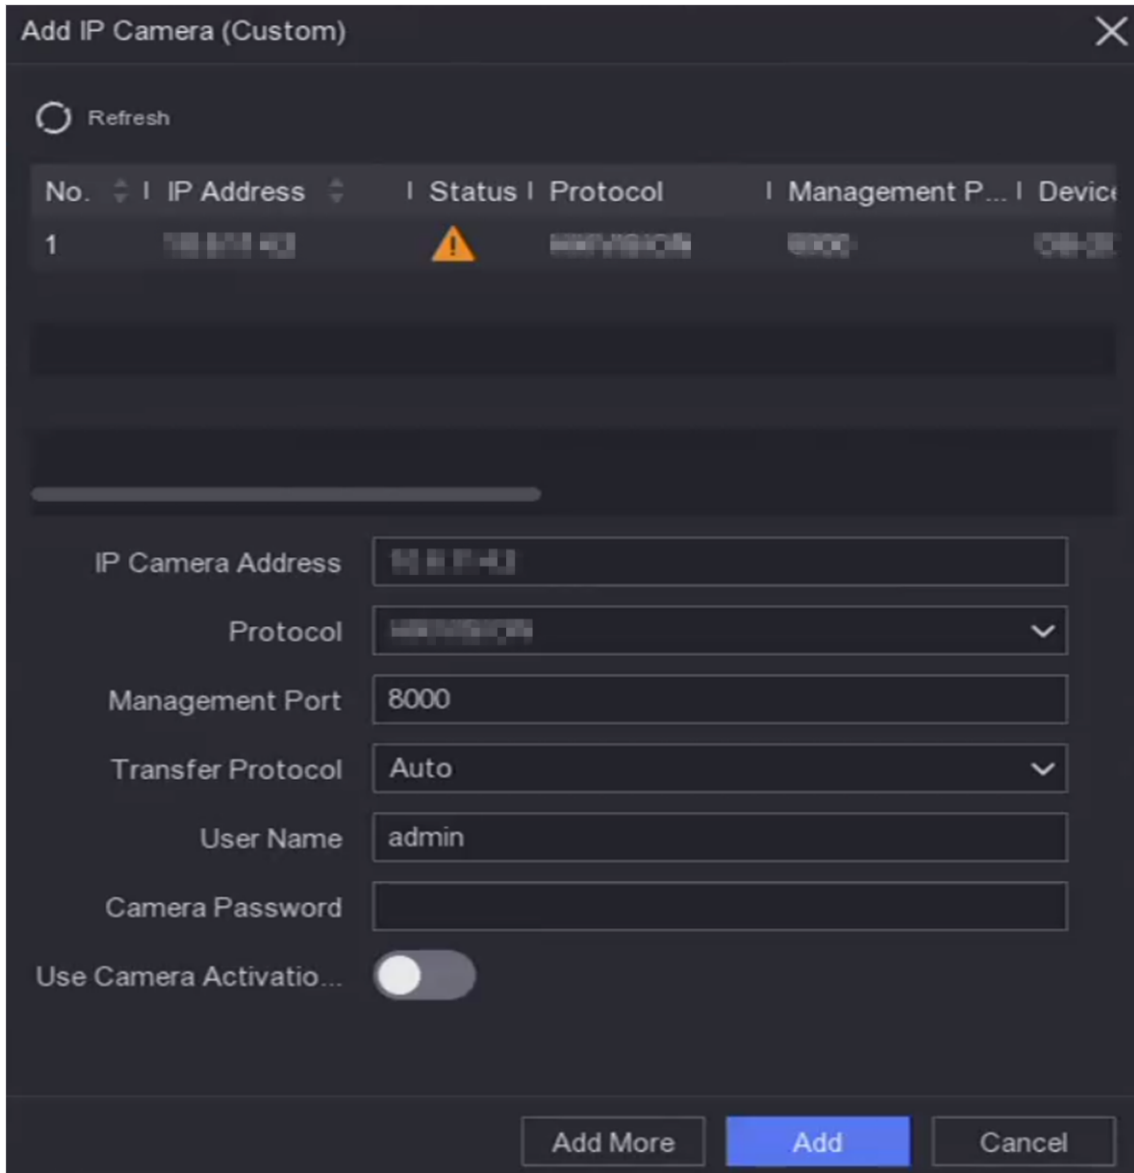 Add IP Camera (Custom)
Refresh
No. IP Address Status Protocol Management P... Device
1
IP Camera Address
Protocol
Management Port 8000
Transfer Protocol Auto
User Name admin
Camera Password
Use Camera Activatio...
Add More Add Cancel